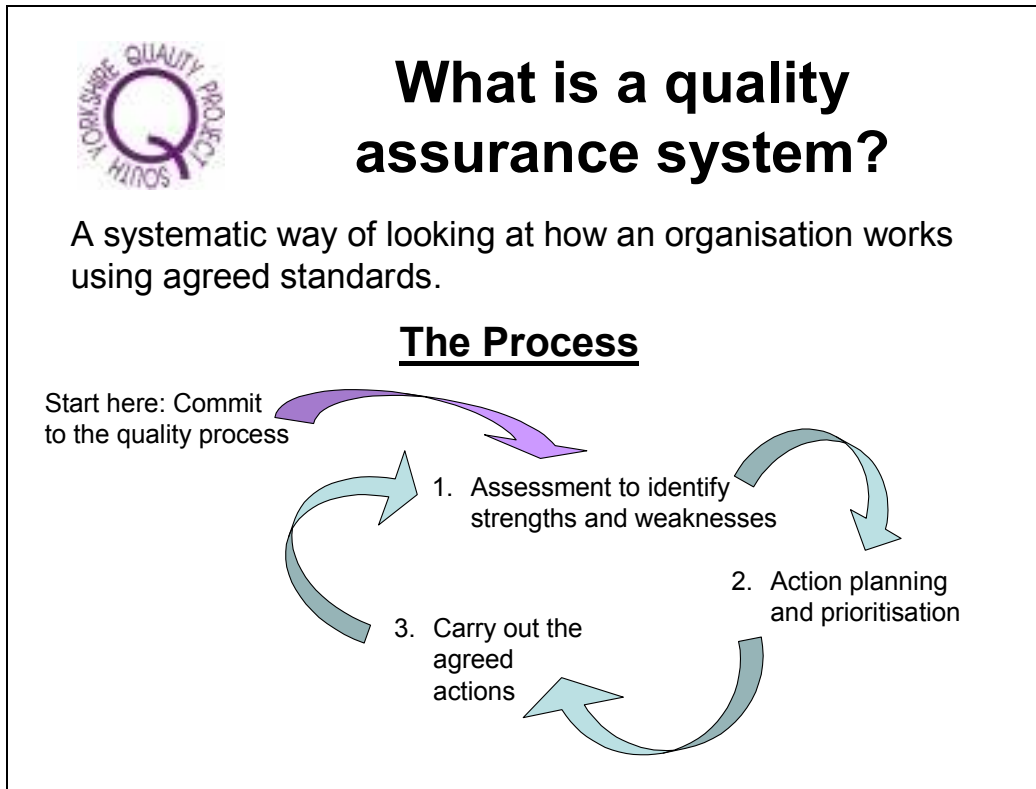 SOUTH YORKSHIRE QUALITY PROJECT
Q
What is a quality
assurance system?
A systematic way of looking at how an organisation works
using agreed standards.
The Process
Start here: Commit
to the quality process
1. Assessment to identify
strengths and weaknesses
2. Action planning
and prioritisation
3. Carry out the
agreed
actions